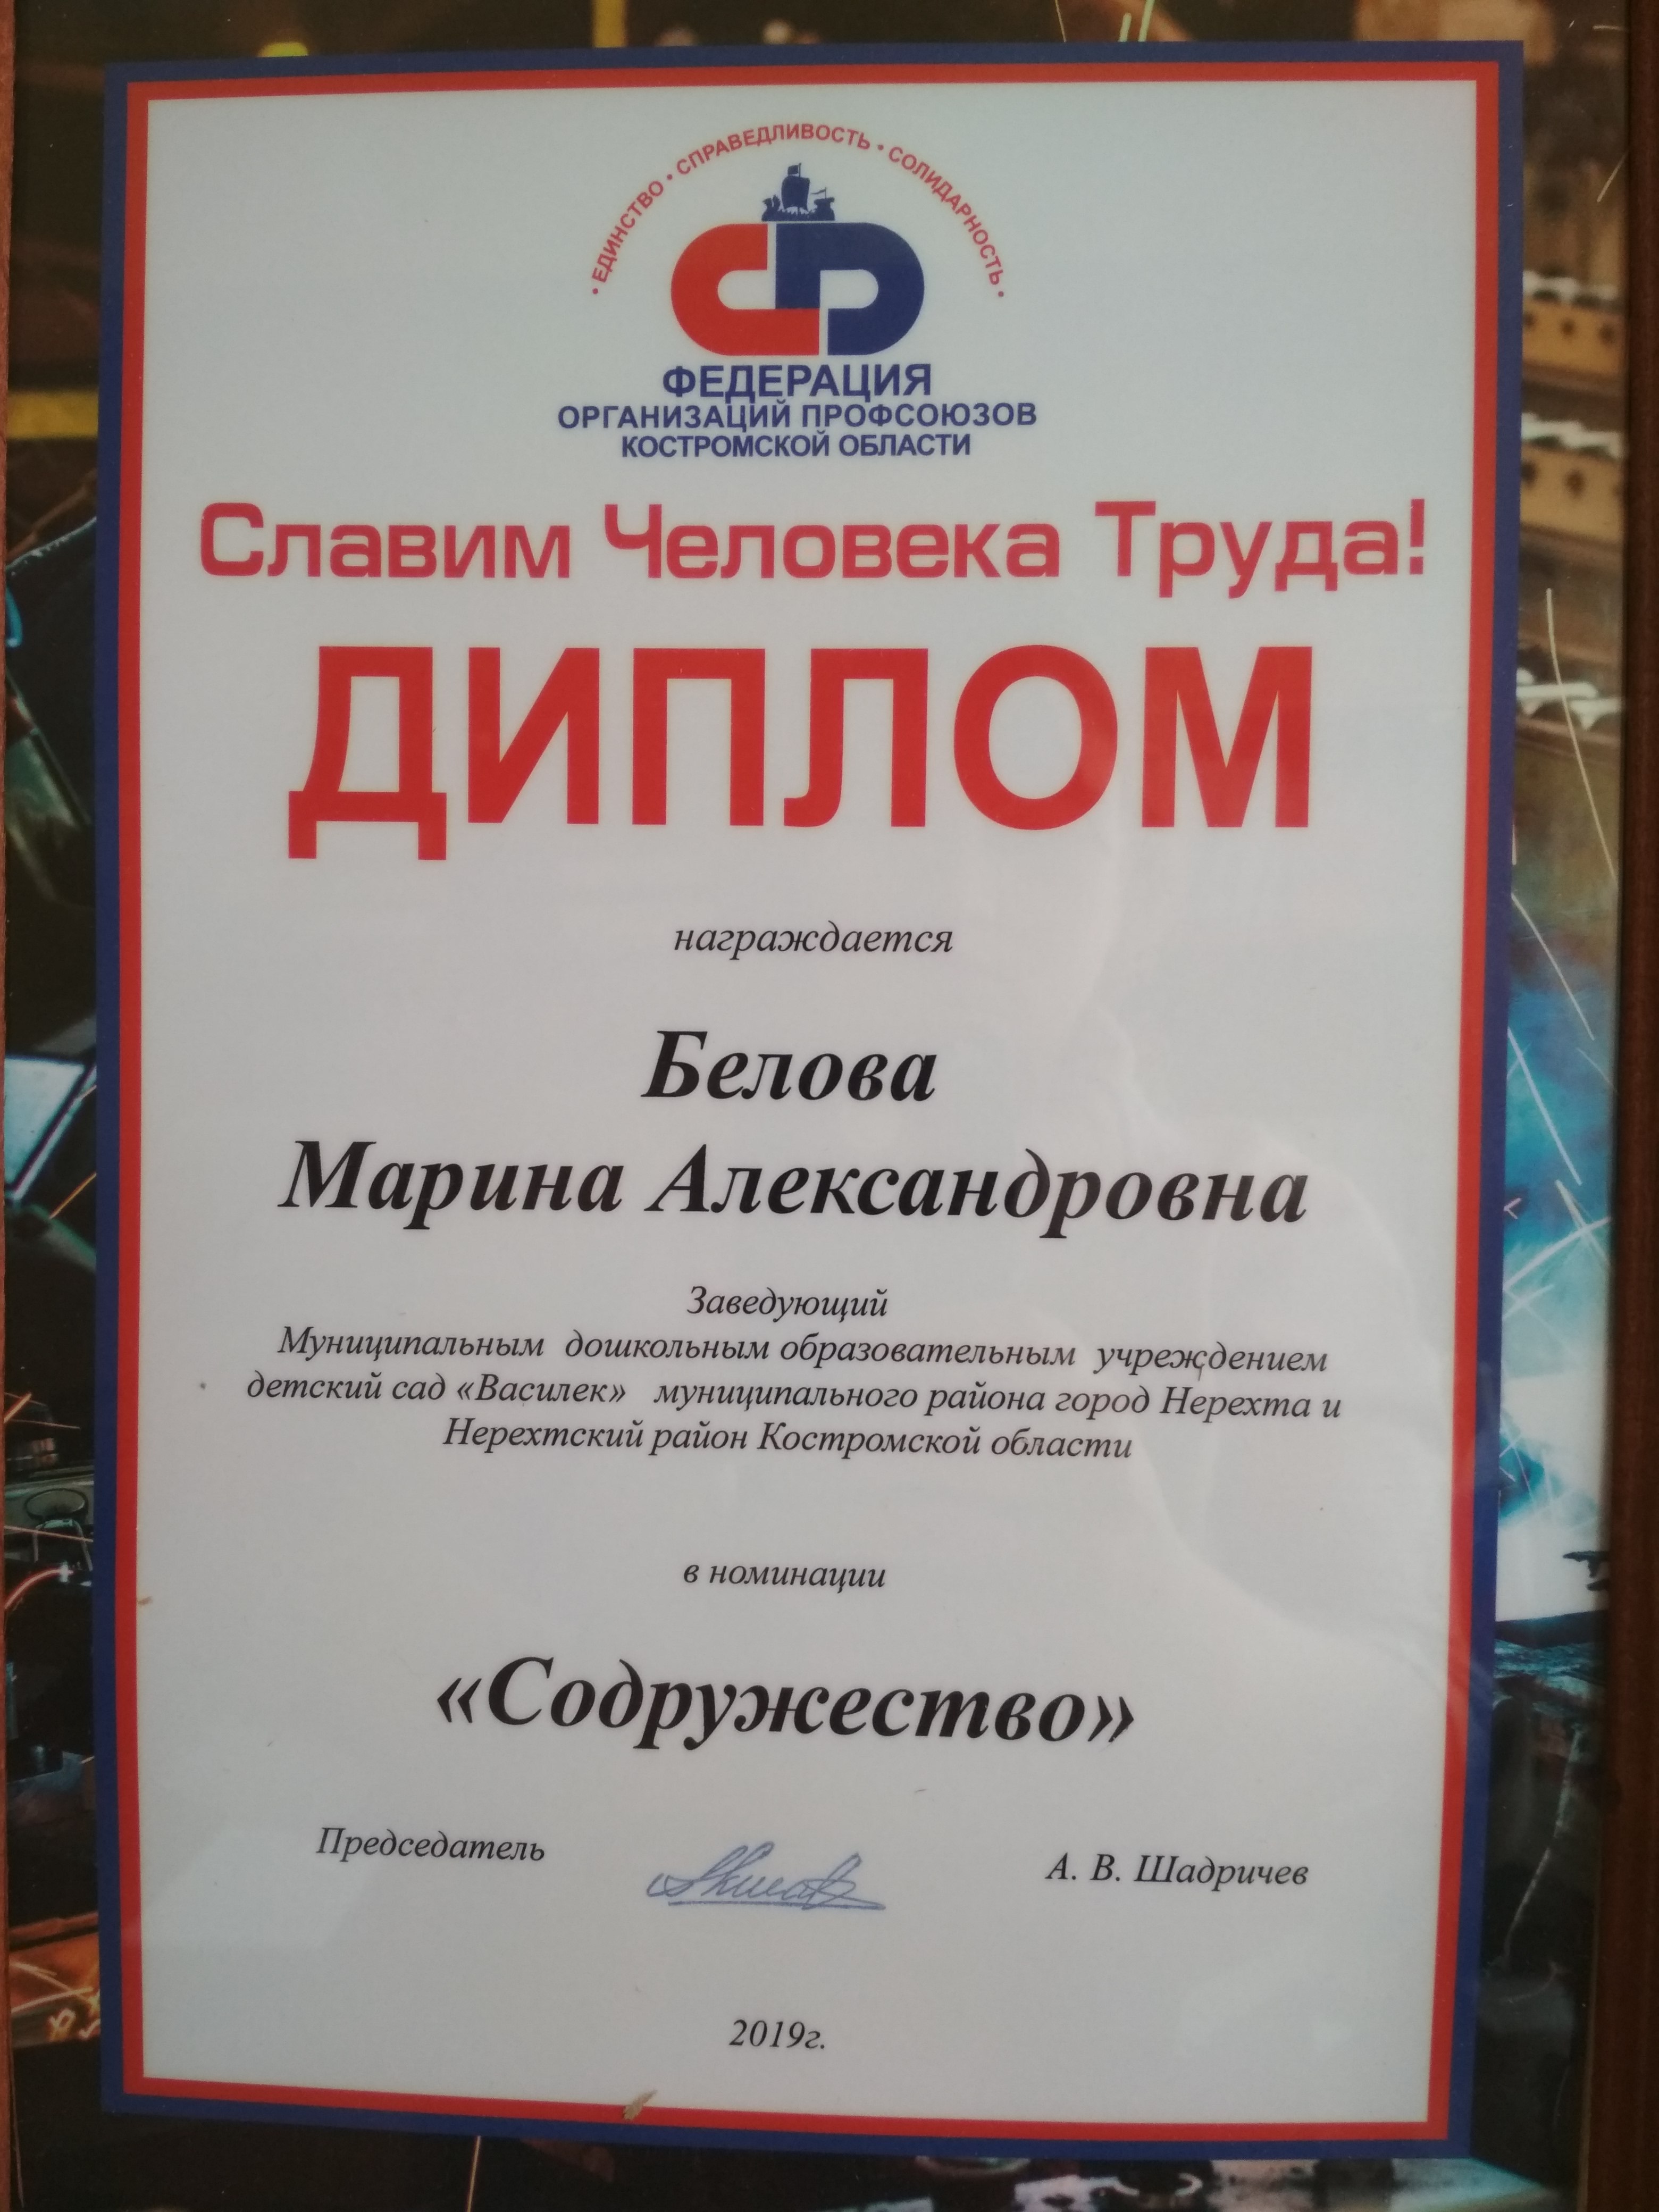 • ЕДИНСТВО • СПРАВЕДЛИВОСТЬ • СОЛИДАРНОСТЬ •
ФЕДЕРАЦИЯ
ОРГАНИЗАЦИЙ ПРОФСОЮЗОВ
КОСТРОМСКОЙ ОБЛАСТИ
Славим Человека Труда!
ДИПЛОМ
награждается
Белова
Марина Александровна
Заведующий
Муниципальным дошкольным образовательным учреждением
детский сад «Василек» муниципального района город Нерехта и
Нерехтский район Костромской области
в номинации
«Содружество»
Председатель А. В. Шадричев
2019г.